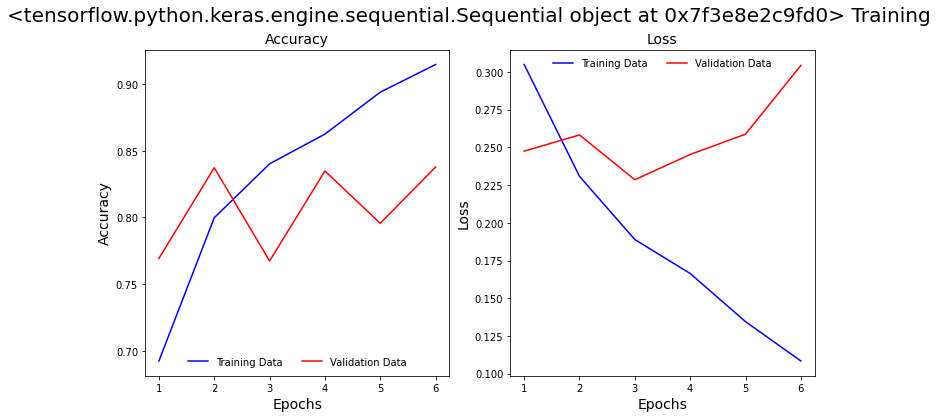 <tensorflow.python.keras.engine.sequential.Sequential object at 0x7f3e8e2c9fd0> Training
Accuracy
Accuracy
0.90
0.85
0.80
0.75
0.70
Training Data Validation Data
1 2 3 4 5 6
Epochs
Loss
Loss
Training Data Validation Data
0.300
0.275
0.250
0.225
0.200
0.175
0.150
0.125
0.100
1 2 3 4 5 6
Epochs